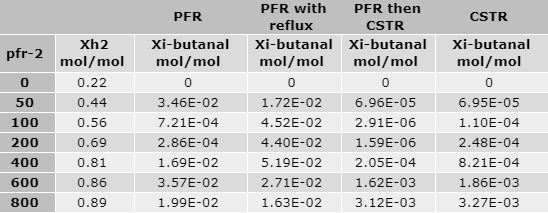 PFR PFR with reflux PFR then CSTR CSTR
pfr-2 Xh2 mol/mol Xi-butanal mol/mol Xi-butanal mol/mol Xi-butanal mol/mol Xi-butanal mol/mol
0 0.22 0 0 0 0
50 0.44 3.46E-02 1.72E-02 6.96E-05 6.95E-05
100 0.56 7.21E-04 4.52E-02 2.91E-06 1.10E-04
200 0.69 2.86E-04 4.40E-02 1.59E-06 2.48E-04
400 0.81 1.69E-02 5.19E-02 2.05E-04 8.21E-04
600 0.86 3.57E-02 2.71E-02 1.62E-03 1.86E-03
800 0.89 1.99E-02 1.63E-02 3.12E-03 3.27E-03